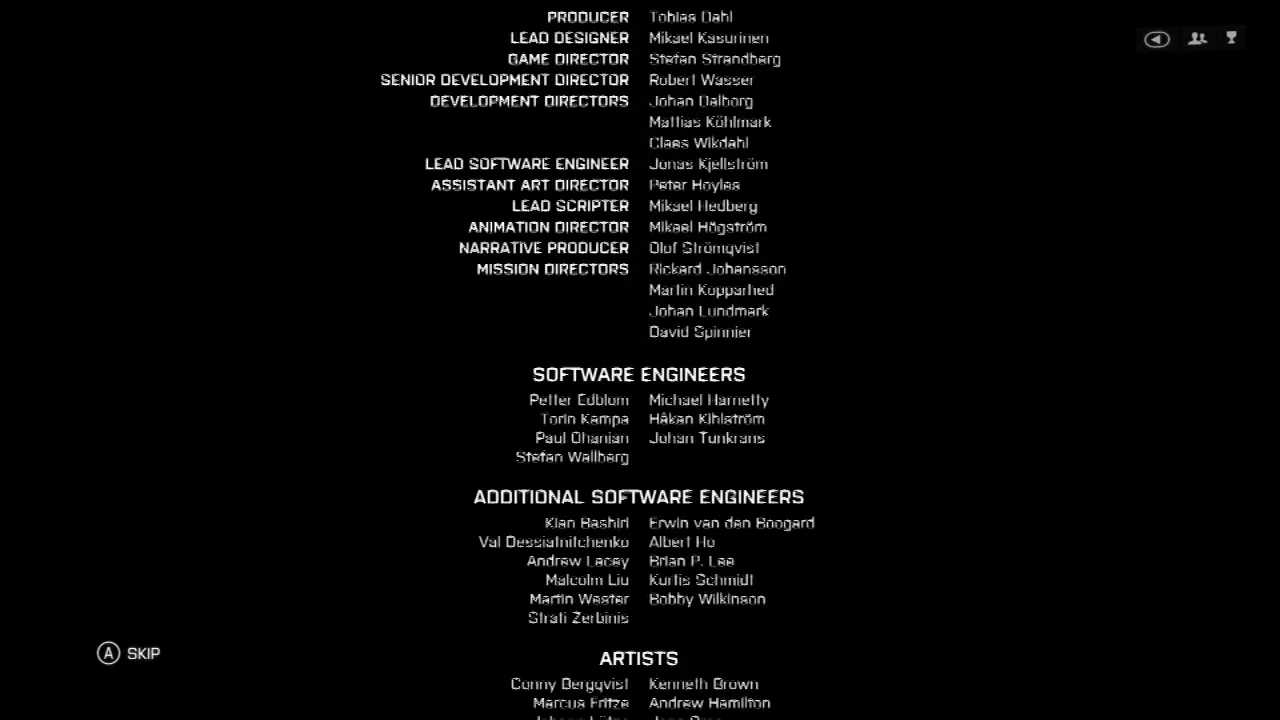 PRODUCER Tobias Dahl
LEAD DESIGNER Mikael Kasurinen
GAME DIRECTOR Stefan Strandberg
SENIOR DEVELOPMENT DIRECTOR Robert Wasser
DEVELOPMENT DIRECTORS Johan Dalborg
Mattias Köhlmark
Claes Wikdahl
LEAD SOFTWARE ENGINEER Jonas Kjellström
ASSISTANT ART DIRECTOR Peter Hoyles
LEAD SCRIPTER Mikael Hedberg
ANIMATION DIRECTOR Mikael Högström
NARRATIVE PRODUCER Olof Strömqvist
MISSION DIRECTORS Rickard Johansson
Martin Kopparhed
Johan Lundmark
David Spinnier
SOFTWARE ENGINEERS
Petter Edblom Michael Hametty
Torin Kampa Håkan Kihlström
Paul Ohanian Johan Tunkrans
Stefan Wallberg
ADDITIONAL SOFTWARE ENGINEERS
Kian Bashiri Erwin van den Boogard
Val Dessiatnitchenko Albert Ho
Andrew Lacey Brian P. Lee
Malcolm Liu Kurtis Schmidt
Martin Wester Bobby Wilkinson
Strati Zerbinis
A SKIP
ARTISTS
Conny Bergqvist Kenneth Brown
Marcus Fritze Andrew Hamilton